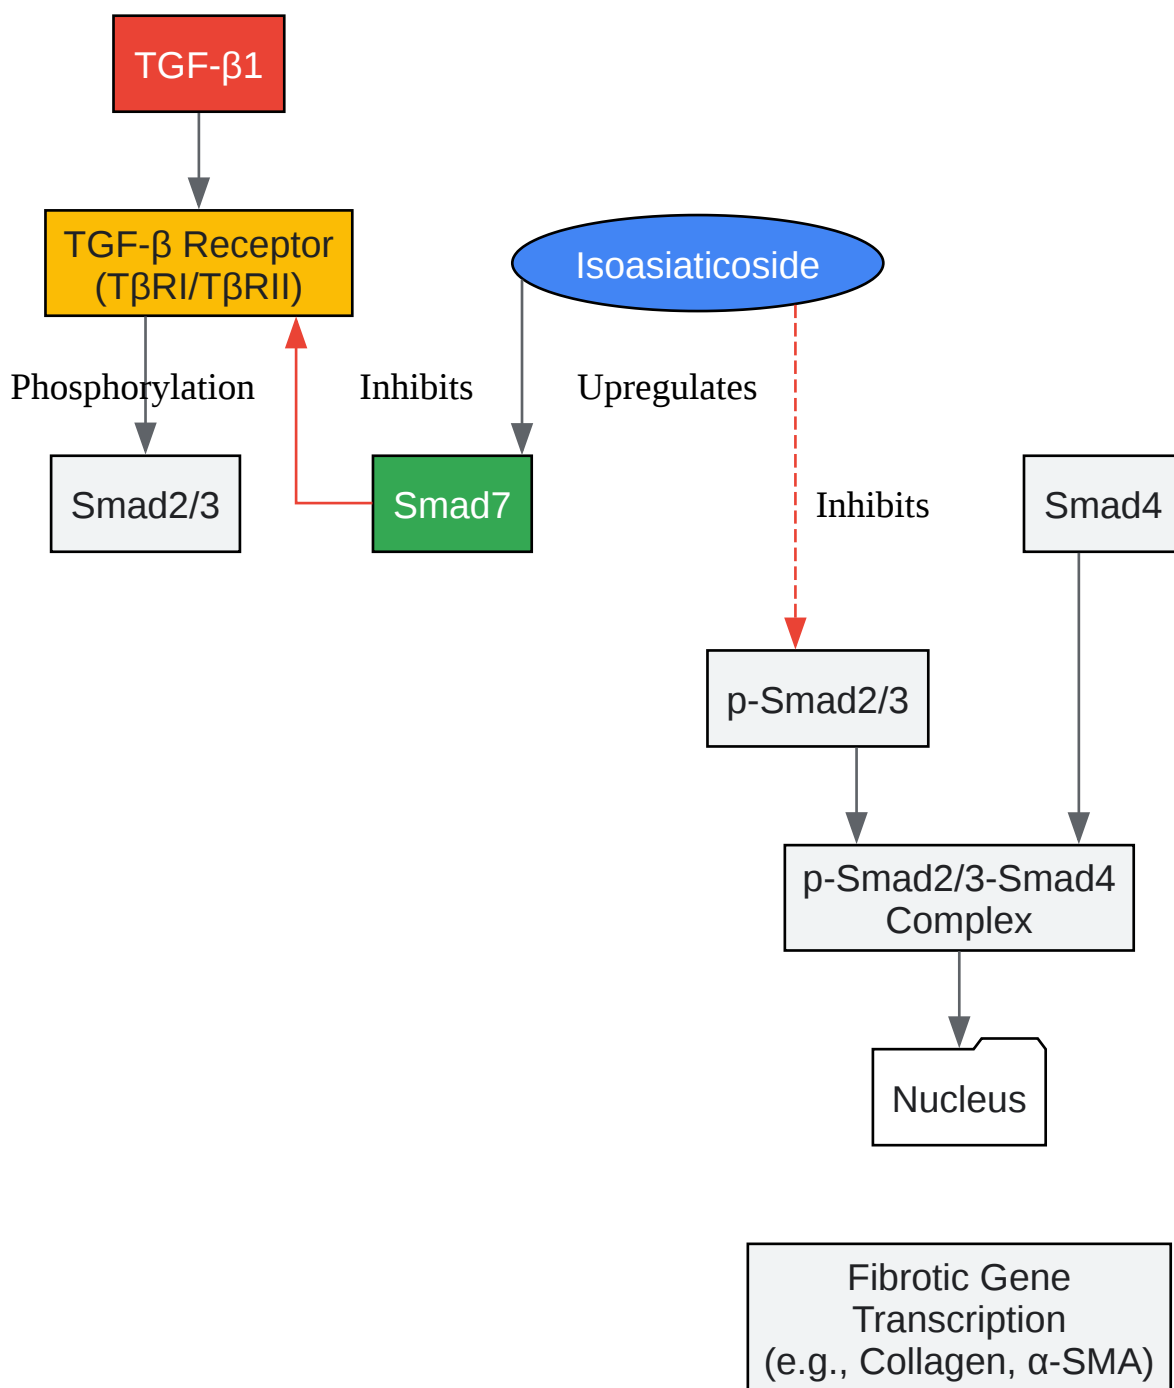 TGF-β1
TGF-β Receptor
(TβRI/TβRII)
Isoasiaticoside
Phosphorylation
Inhibits
Upregulates
Smad2/3
Smad7
Inhibits
Smad4
p-Smad2/3
p-Smad2/3-Smad4
Complex
Nucleus
Fibrotic Gene
Transcription
(e.g., Collagen, α-SMA)